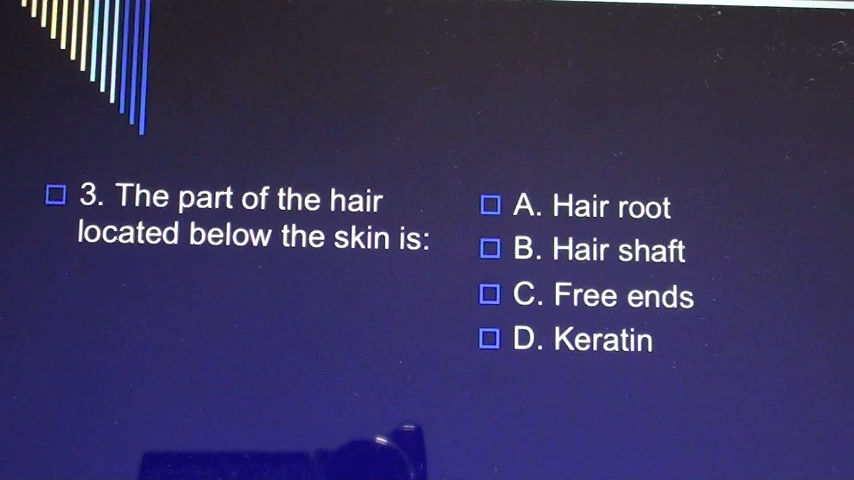 3. The part of the hair
located below the skin is:
A. Hair root
B. Hair shaft
C. Free ends
D. Keratin